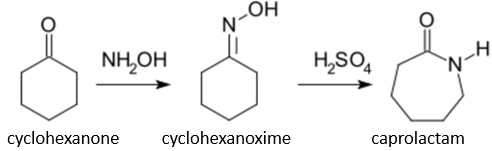 O
NH₂OH
N
OH
H₂SO₄
O
N
H
cyclohexanone
cyclohexanoxime
caprolactam